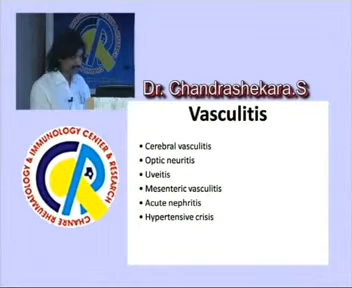 Dr. Chandrashekara.S
Vasculitis
• Cerebral vasculitis
• Optic neuritis
• Uveitis
• Mesenteric vasculitis
• Acute nephritis
• Hypertensive crisis
CHANRE RHEUMATOLOGY & IMMUNOLOGY CENTER & RESEARCH